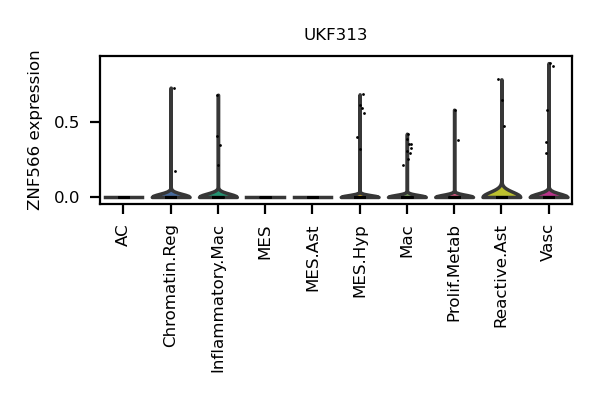 UKF313
ZNF566 expression
0.5
0.0
AC
Chromatin.Reg
Inflammatory.Mac
MES
MES.Ast
MES.Hyp
Mac
Prolif.Metab
Reactive.Ast
Vasc